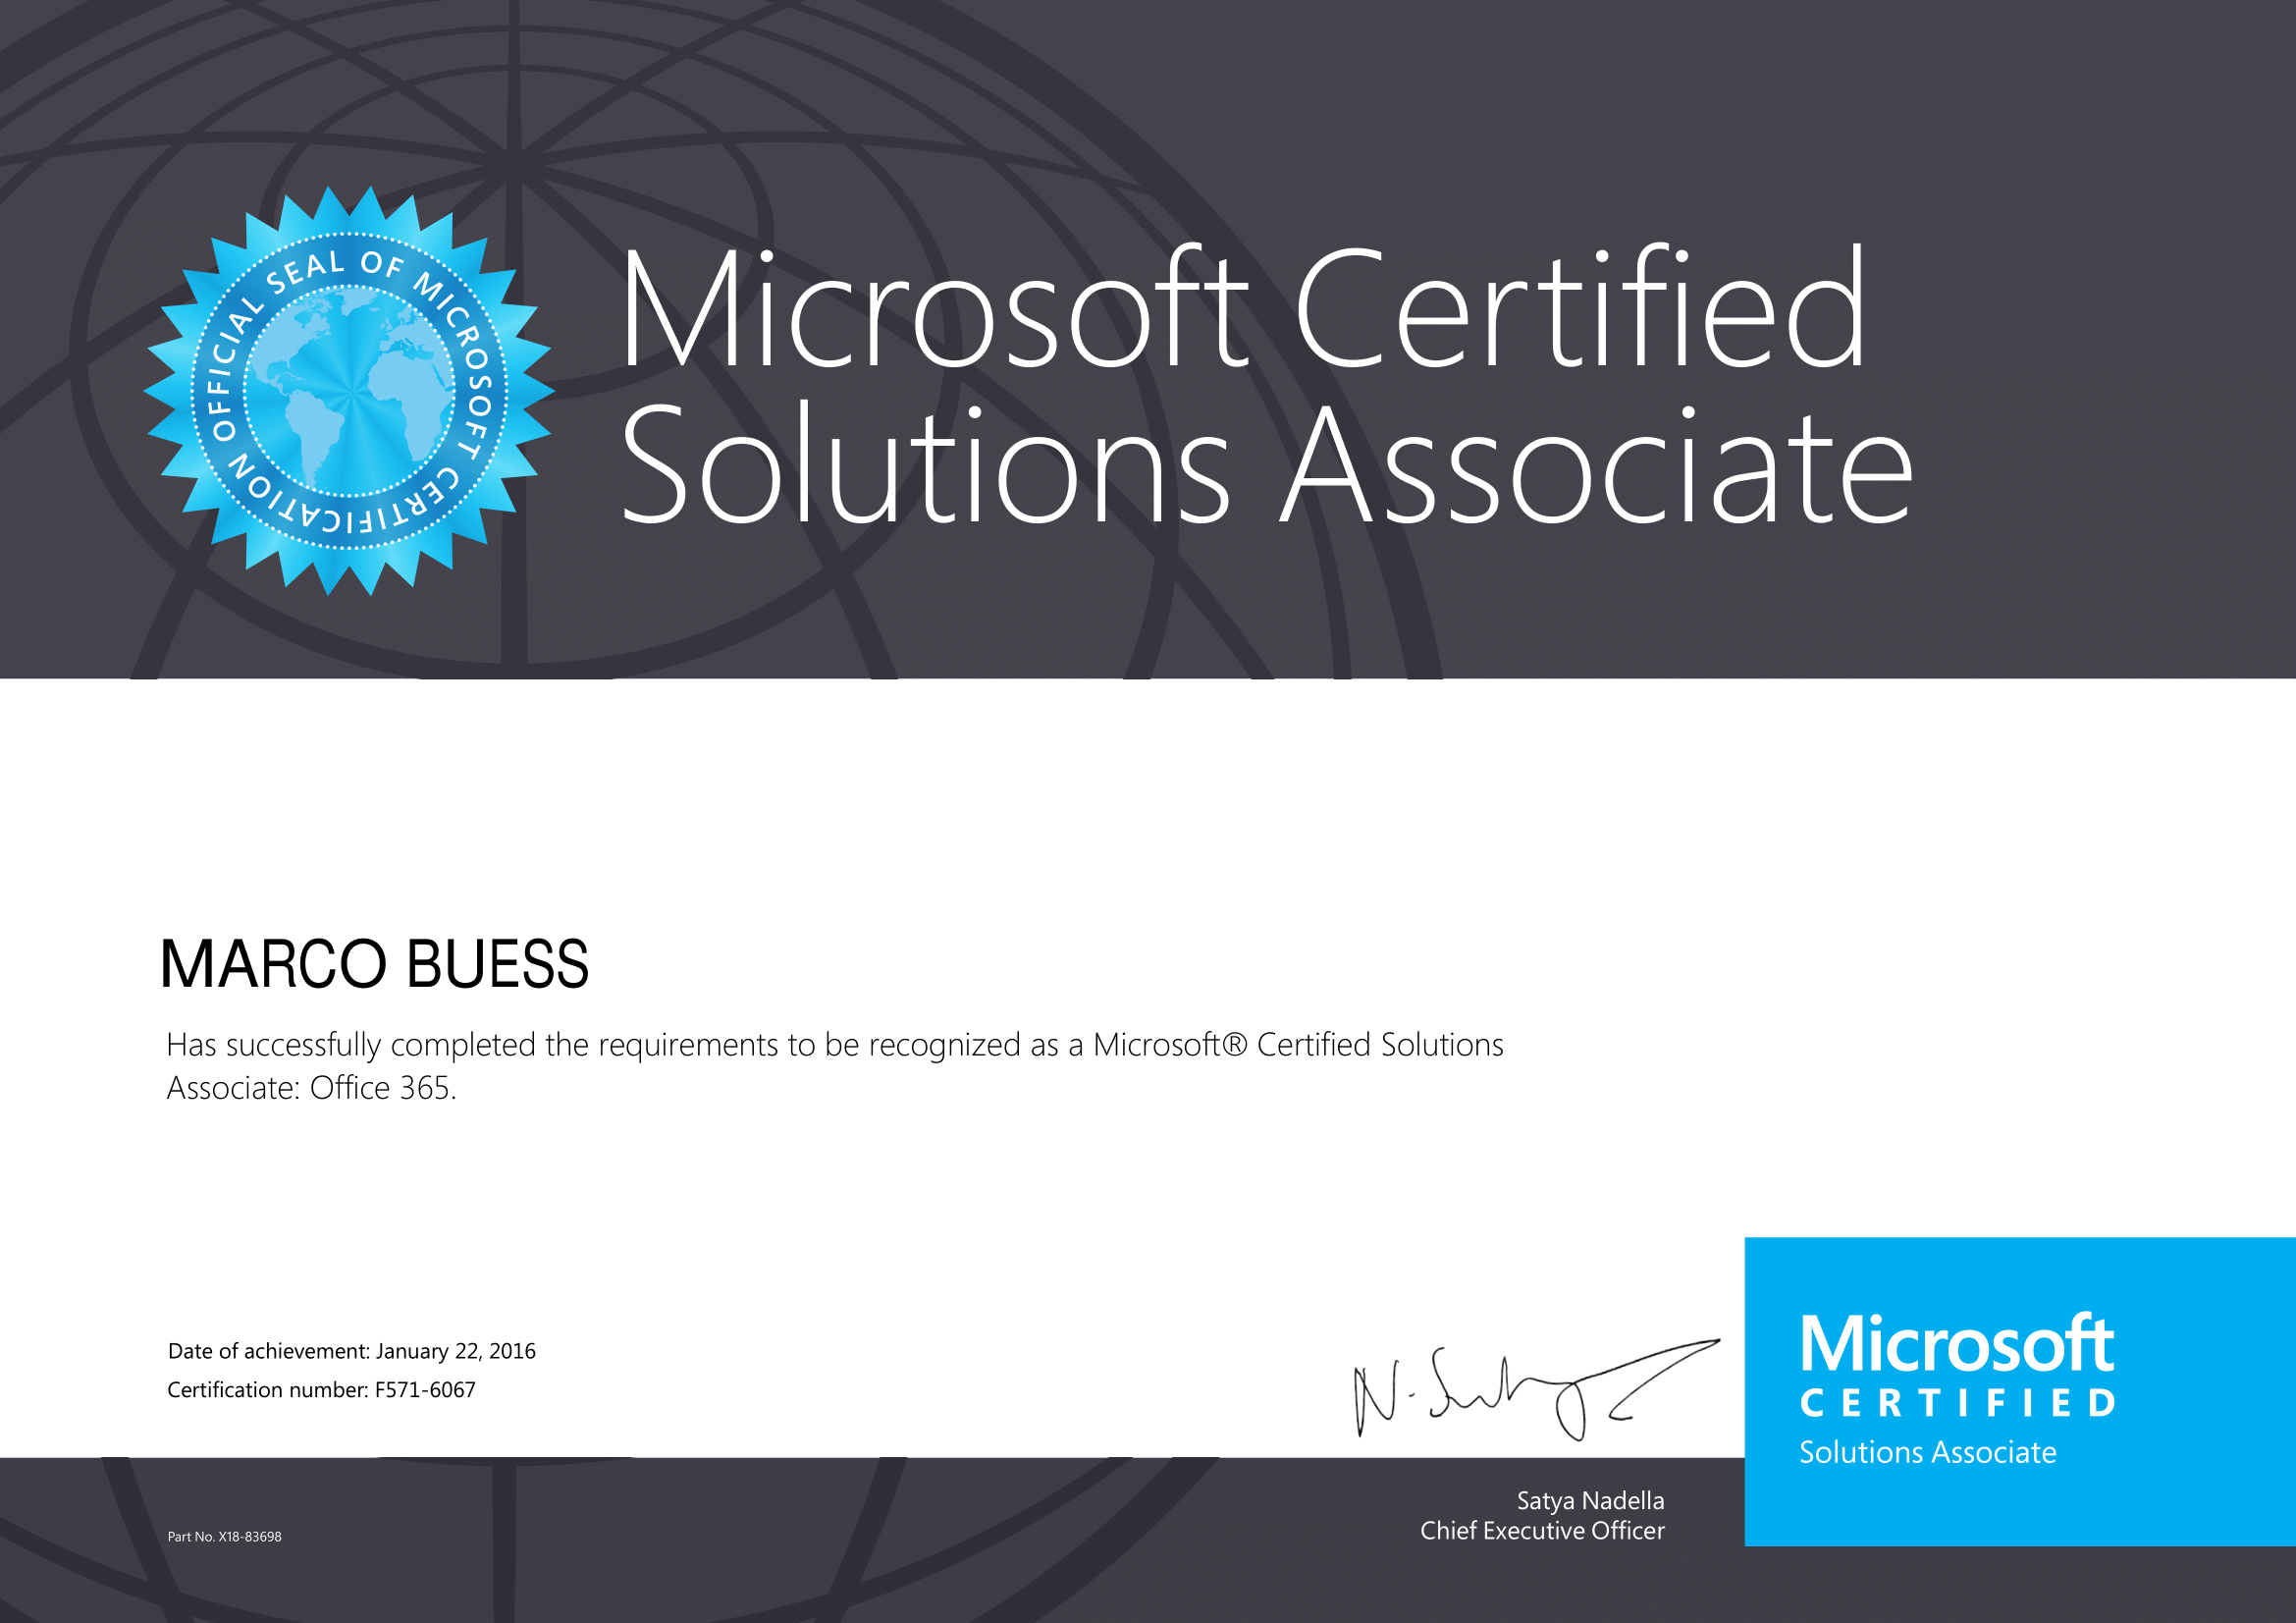 OFFICIAL SEAL OF MICROSOFT CERTIFICATION
Microsoft Certified
Solutions Associate
MARCO BUESS
Has successfully completed the requirements to be recognized as a Microsoft® Certified Solutions
Associate: Office 365.
Date of achievement: January 22, 2016
Certification number: F571-6067
Microsoft
CERTIFIED
Solutions Associate
Satya Nadella
Chief Executive Officer
Part No. X18-83698